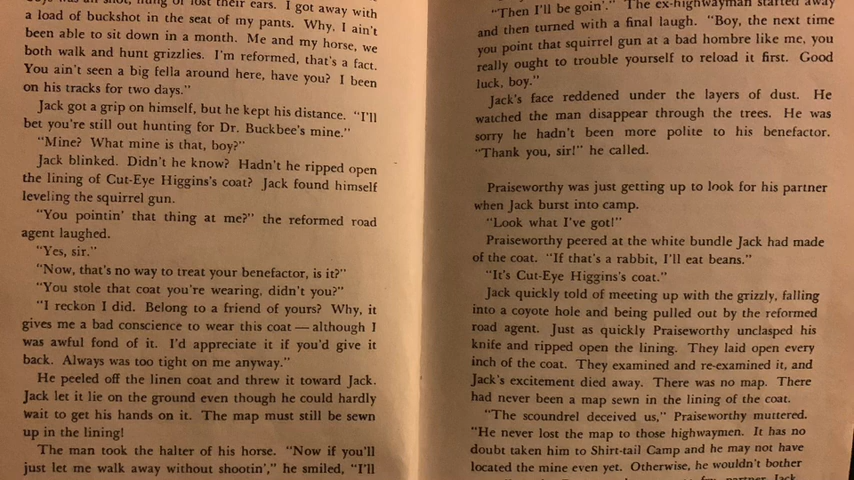 was all shot, hung or lost their ears. I got away with
a load of buckshot in the seat of my pants. Why, I ain't
been able to sit down in a month. Me and my horse, we
both walk and hunt grizzlies. I'm reformed, that's a fact.
You ain't seen a big fella around here, have you? I been
on his tracks for two days."
Jack got a grip on himself, but he kept his distance. "I'll
bet you're still out hunting for Dr. Buckbee's mine."
"Mine? What mine is that, boy?"
Jack blinked. Didn't he know? Hadn't he ripped open
the lining of Cut-Eye Higgins's coat? Jack found himself
leveling the squirrel gun.
"You pointin' that thing at me?" the reformed road
agent laughed.
"Yes, sir."
"Now, that's no way to treat your benefactor, is it?"
"You stole that coat you're wearing, didn't you?"
"I reckon I did. Belong to a friend of yours? Why, it
gives me a bad conscience to wear this coat — although I
was awful fond of it. I'd appreciate it if you'd give it
back. Always was too tight on me anyway."
He peeled off the linen coat and threw it toward Jack.
Jack let it lie on the ground even though he could hardly
wait to get his hands on it. The map must still be sewn
up in the lining!
The man took the halter of his horse. "Now if you'll
just let me walk away without shootin'," he smiled, "I'll
"Then I'll be goin'." The ex-highwayman started away
and then turned with a final laugh. "Boy, the next time
you point that squirrel gun at a bad hombre like me, you
really ought to trouble yourself to reload it first. Good
luck, boy."
Jack's face reddened under the layers of dust. He
watched the man disappear through the trees. He was
sorry he hadn't been more polite to his benefactor.
"Thank you, sir!" he called.
Praiseworthy was just getting up to look for his partner
when Jack burst into camp.
"Look what I've got!"
Praiseworthy peered at the white bundle Jack had made
of the coat. "If that's a rabbit, I'll eat beans."
"It's Cut-Eye Higgins's coat."
Jack quickly told of meeting up with the grizzly, falling
into a coyote hole and being pulled out by the reformed
road agent. Just as quickly Praiseworthy unclasped his
knife and ripped open the lining. They laid open every
inch of the coat. They examined and re-examined it, and
Jack's excitement died away. There was no map. There
had never been a map sewn in the lining of the coat.
"The scoundrel deceived us," Praiseworthy muttered.
"He never lost the map to those highwaymen. It has no
doubt taken him to Shirt-tail Camp and he may not have
located the mine even yet. Otherwise, he wouldn't bother
partner Jack